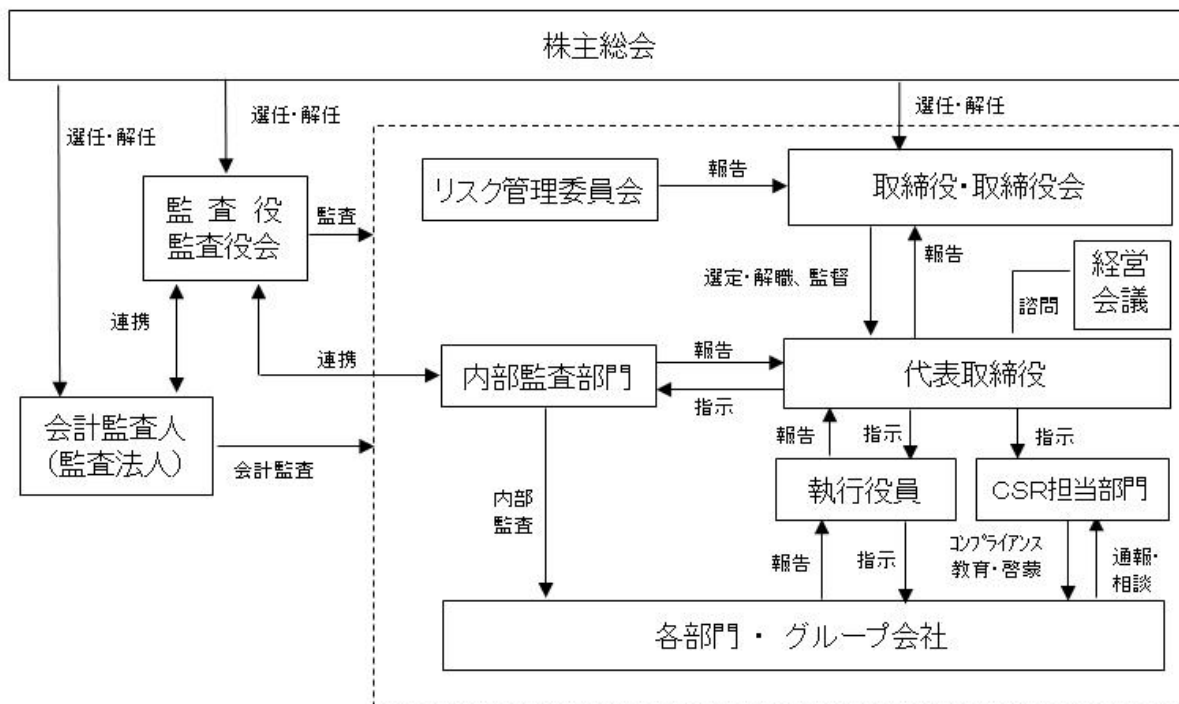 株主総会
選任・解任
選任・解任
選任・解任
リスク管理委員会
報告
取締役・取締役会
監査役
監査役会
監査
選定・解職、監督
報告
諮問
経営
会議
連携
連携
内部監査部門
報告
指示
代表取締役
会計監査人
(監査法人)
会計監査
報告
指示
指示
内部
監査
執行役員
CSR担当部門
報告
指示
コンプライアンス
教育・啓蒙
通報・
相談
各部門・グループ会社